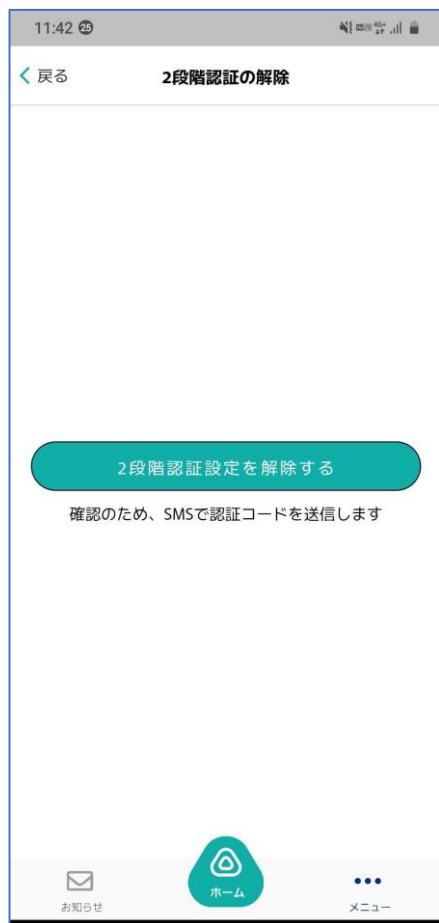 11:42 25
戻る
2段階認証の解除
2段階認証設定を解除する
確認のため、SMSで認証コードを送信します
お知らせ
ホーム
メニュー